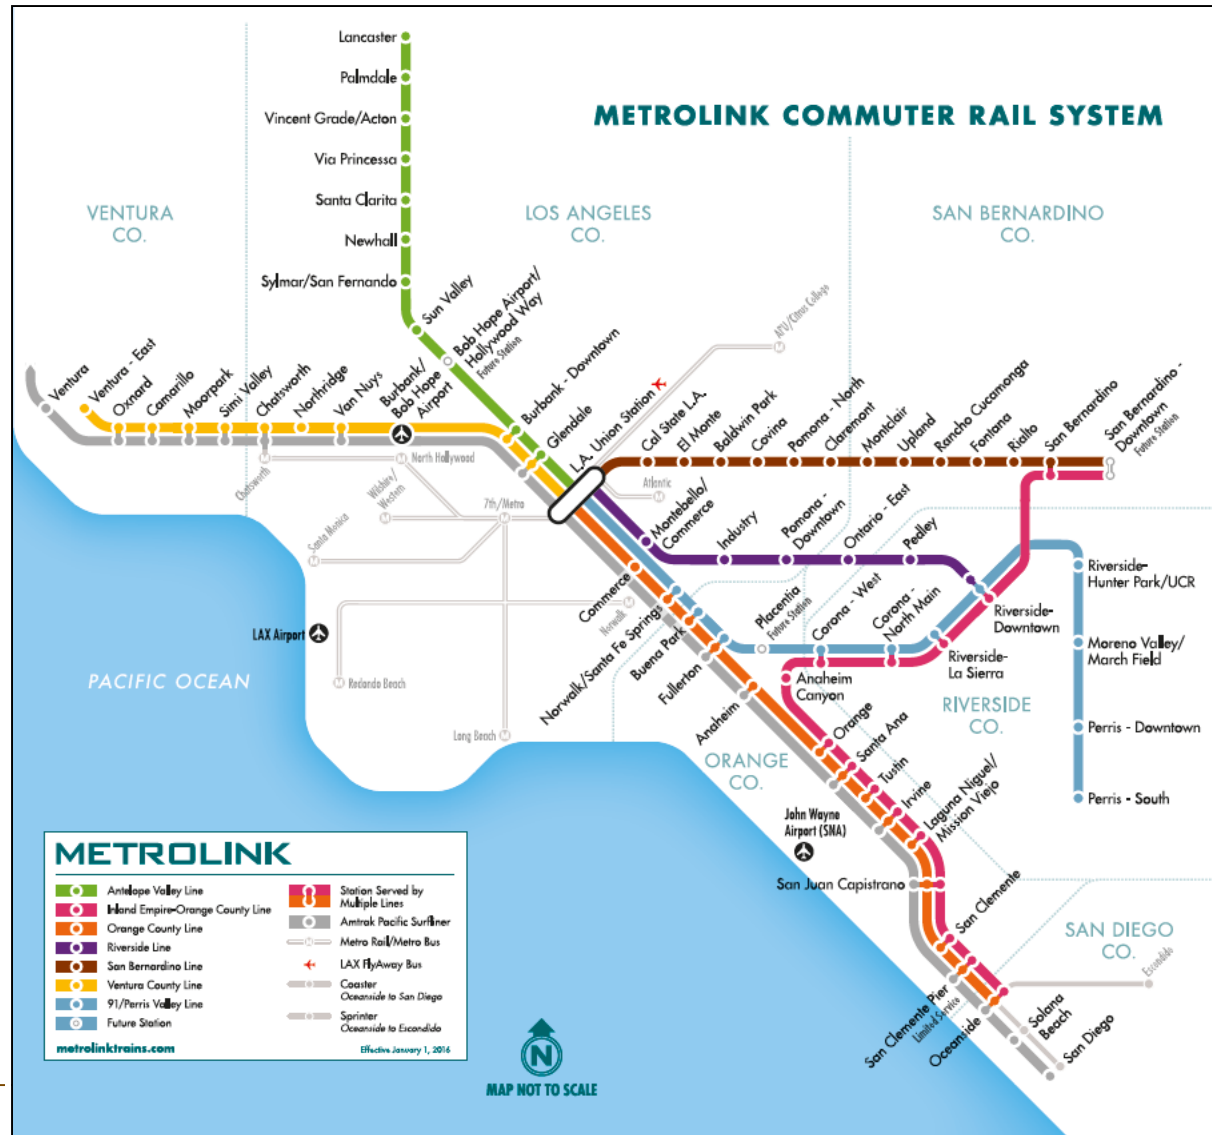 METROLINK COMMUTER RAIL SYSTEM
Lancaster
Palmdale
Vincent Grade/Acton
Via Princessa
Santa Clarita
Newhall
Sylmar/San Fernando
VENTURA
CO.
LOS ANGELES
CO.
SAN BERNARDINO
CO.
Sun Valley
Bob Hope Airport/
Hollywood Way
Future Station
Burbank - Downtown
Glendale
L.A. Union Station
APU/Citrus College
M
Ventura
Ventura - East
Oxnard
Camarillo
Moorpark
Simi Valley
Chatsworth
Northridge
Van Nuys
Burbank/
Bob Hope
Airport
Cal State L.A.
El Monte
Baldwin Park
Covina
Pomona - North
Claremont
Montclair
Upland
Rancho Cucamonga
Fontana
Rialto
San Bernardino
San Bernardino -
Downtown
Future Station
Chatsworth
M
North Hollywood
M
Wilshire/
Western
M
7th/Metro
M
Santa Monica
M
Atlantic
M
Montebello/
Commerce
Industry
Pomona -
Downtown
Ontario - East
Pedley
Riverside-
Hunter Park/UCR
Commerce
Norwalk
M
Norwalk/Santa Fe Springs
Buena Park
Fullerton
Placentia
Future Station
Corona - West
Corona -
North Main
Riverside-
Downtown
Riverside-
La Sierra
Moreno Valley/
March Field
LAX Airport
PACIFIC OCEAN
Redondo Beach
M
Long Beach
M
Anaheim
Canyon
RIVERSIDE
CO.
Perris - Downtown
Perris - South
Anaheim
ORANGE
CO.
Orange
Santa Ana
Tustin
Irvine
Laguna Niguel/
Mission Viejo
John Wayne
Airport (SNA)
San Juan Capistrano
San Clemente
SAN DIEGO
CO.
Escondido
San Clemente Pier
Limited Service
Oceanside
Solana
Beach
San Diego
METROLINK
Antelope Valley Line
Inland Empire-Orange County Line
Orange County Line
Riverside Line
San Bernardino Line
Ventura County Line
91/Perris Valley Line
Future Station
Station Served by
Multiple Lines
Amtrak Pacific Surfliner
M
Metro Rail/Metro Bus
LAX FlyAway Bus
Coaster
Oceanside to San Diego
Sprinter
Oceanside to Escondido
metrolinktrains.com
Effective January 1, 2016
N
MAP NOT TO SCALE